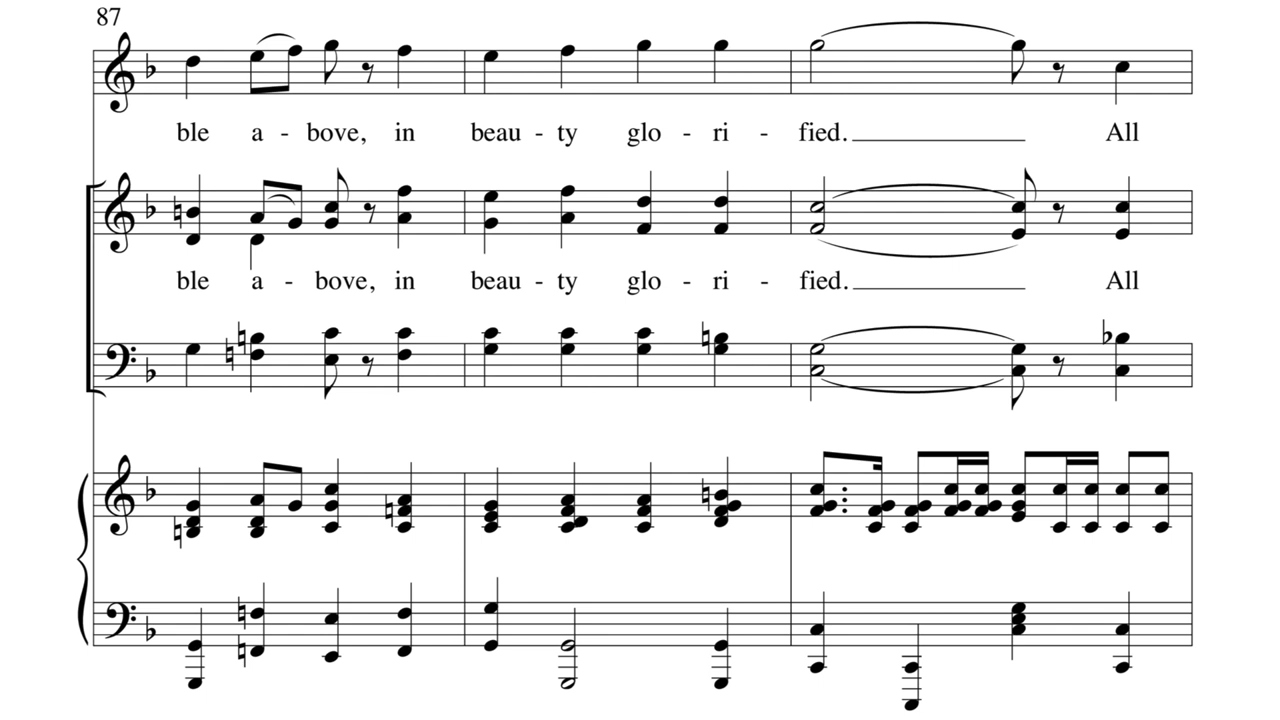 87
ble a - bove, in beau - ty glo - ri - fied. All
ble a - bove, in beau - ty glo - ri - fied. All